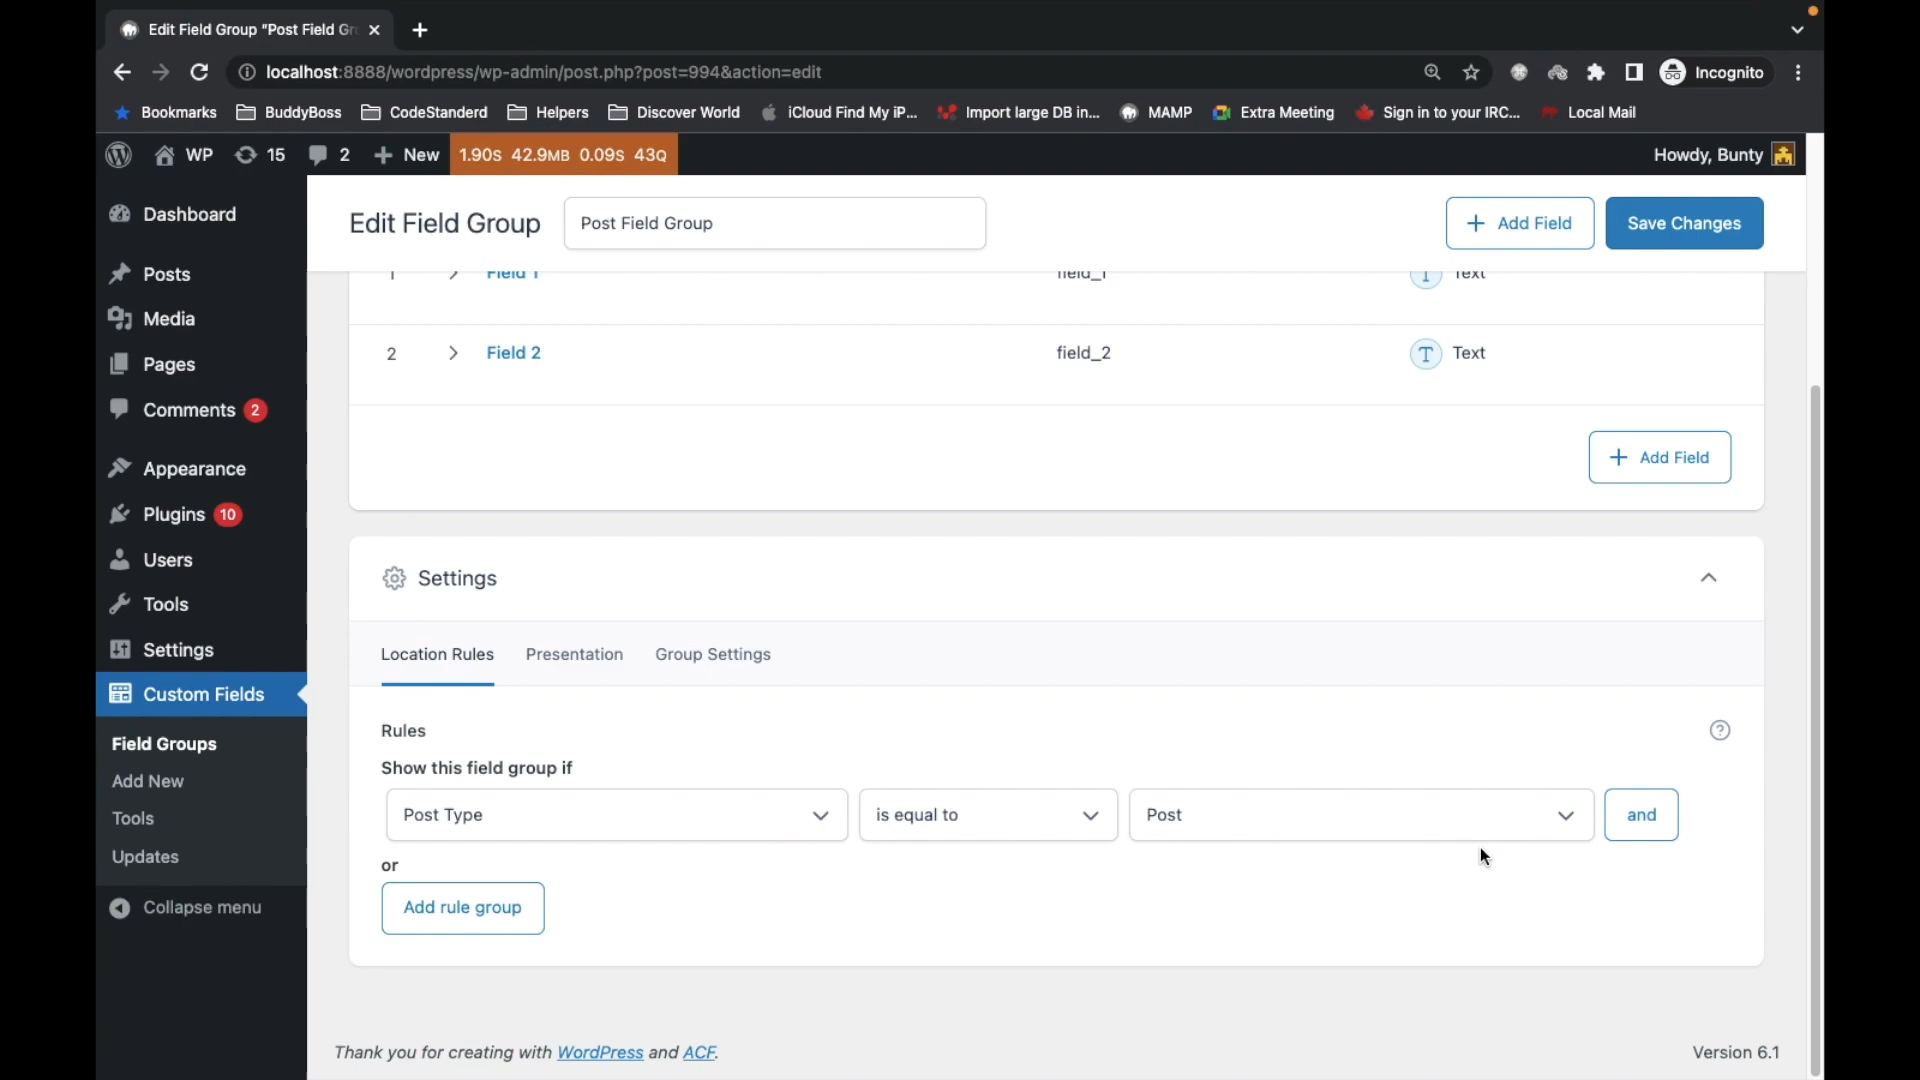 Edit Field Group "Post Field Gr
localhost:8888/wordpress/wp-admin/post.php?post=994&action=edit
Incognito
Bookmarks
BuddyBoss
CodeStanderd
Helpers
Discover World
iCloud Find My iP...
Import large DB in...
MAMP
Extra Meeting
Sign in to your IRC...
Local Mail
WP
15
2
New
1.90S 42.9MB 0.09S 43Q
Howdy, Bunty
Dashboard
Posts
Media
Pages
Comments 2
Appearance
Plugins 10
Users
Tools
Settings
Custom Fields
Field Groups
Add New
Tools
Updates
Collapse menu
Edit Field Group
Post Field Group
Add Field
Save Changes
1 Field 1 field_1 Text
2 Field 2 field_2 T Text
Add Field
Settings
Location Rules
Presentation
Group Settings
Rules
?
Show this field group if
Post Type
is equal to
Post
and
or
Add rule group
Thank you for creating with WordPress and ACF.
Version 6.1